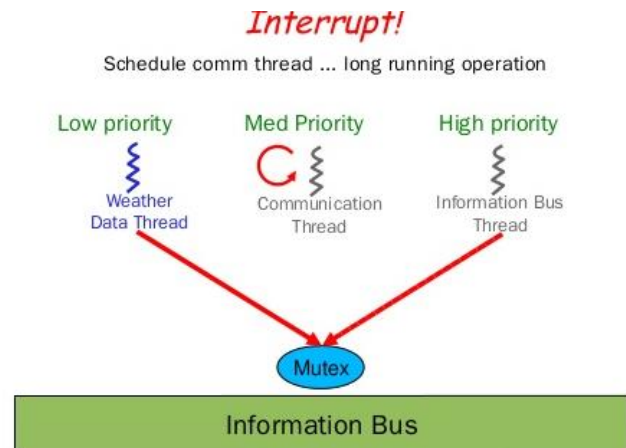 Interrupt!
Schedule comm thread ... long running operation
Low priority
Med Priority
High priority
Weather
Data Thread
Communication
Thread
Information Bus
Thread
Mutex
Information Bus